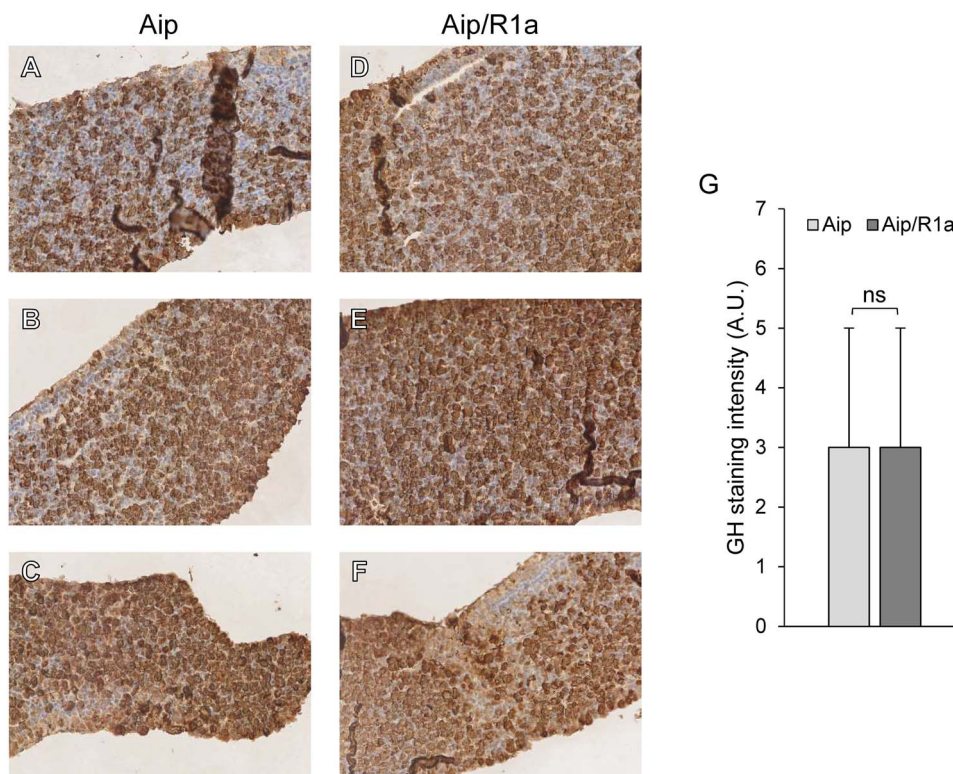 Aip
Aip/R1a
A
D
B
E
C
F
G
7
6
5
4
3
2
1
0
GH staining intensity (A.U.)
Aip
Aip/R1a
ns